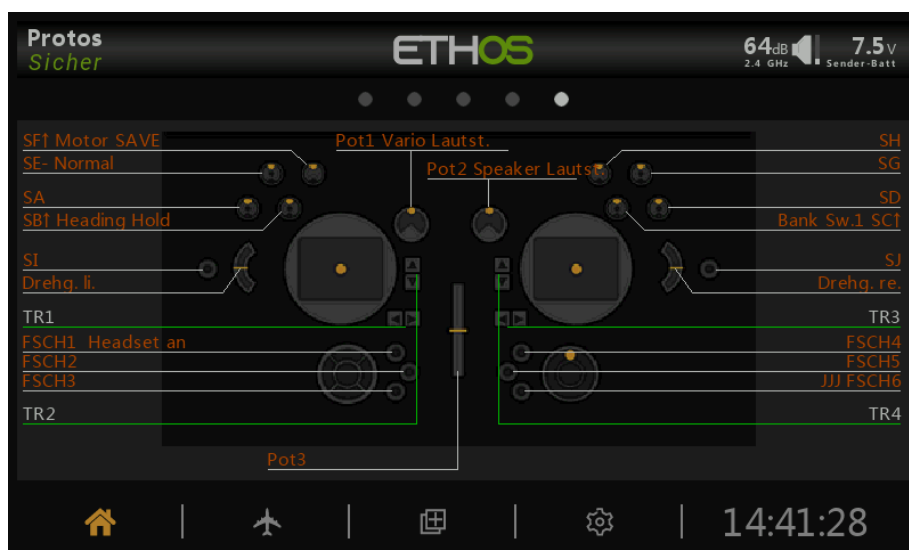 Protos
Sicher
ETHOS
64dB
2.4 GHz
7.5V
Sender-Batt
SF↑ Motor SAVE
Pot1 Vario Lautst.
SH
SE- Normal
Pot2 Speaker Lautst.
SG
SA
SD
SB↑ Heading Hold
Bank Sw.1 SC↑
SI
SJ
Drehg. li.
Drehg. re.
TR1
TR3
FSCH1 Headset an
FSCH4
FSCH2
FSCH5
FSCH3
JJJ FSCH6
TR2
TR4
Pot3
14:41:28